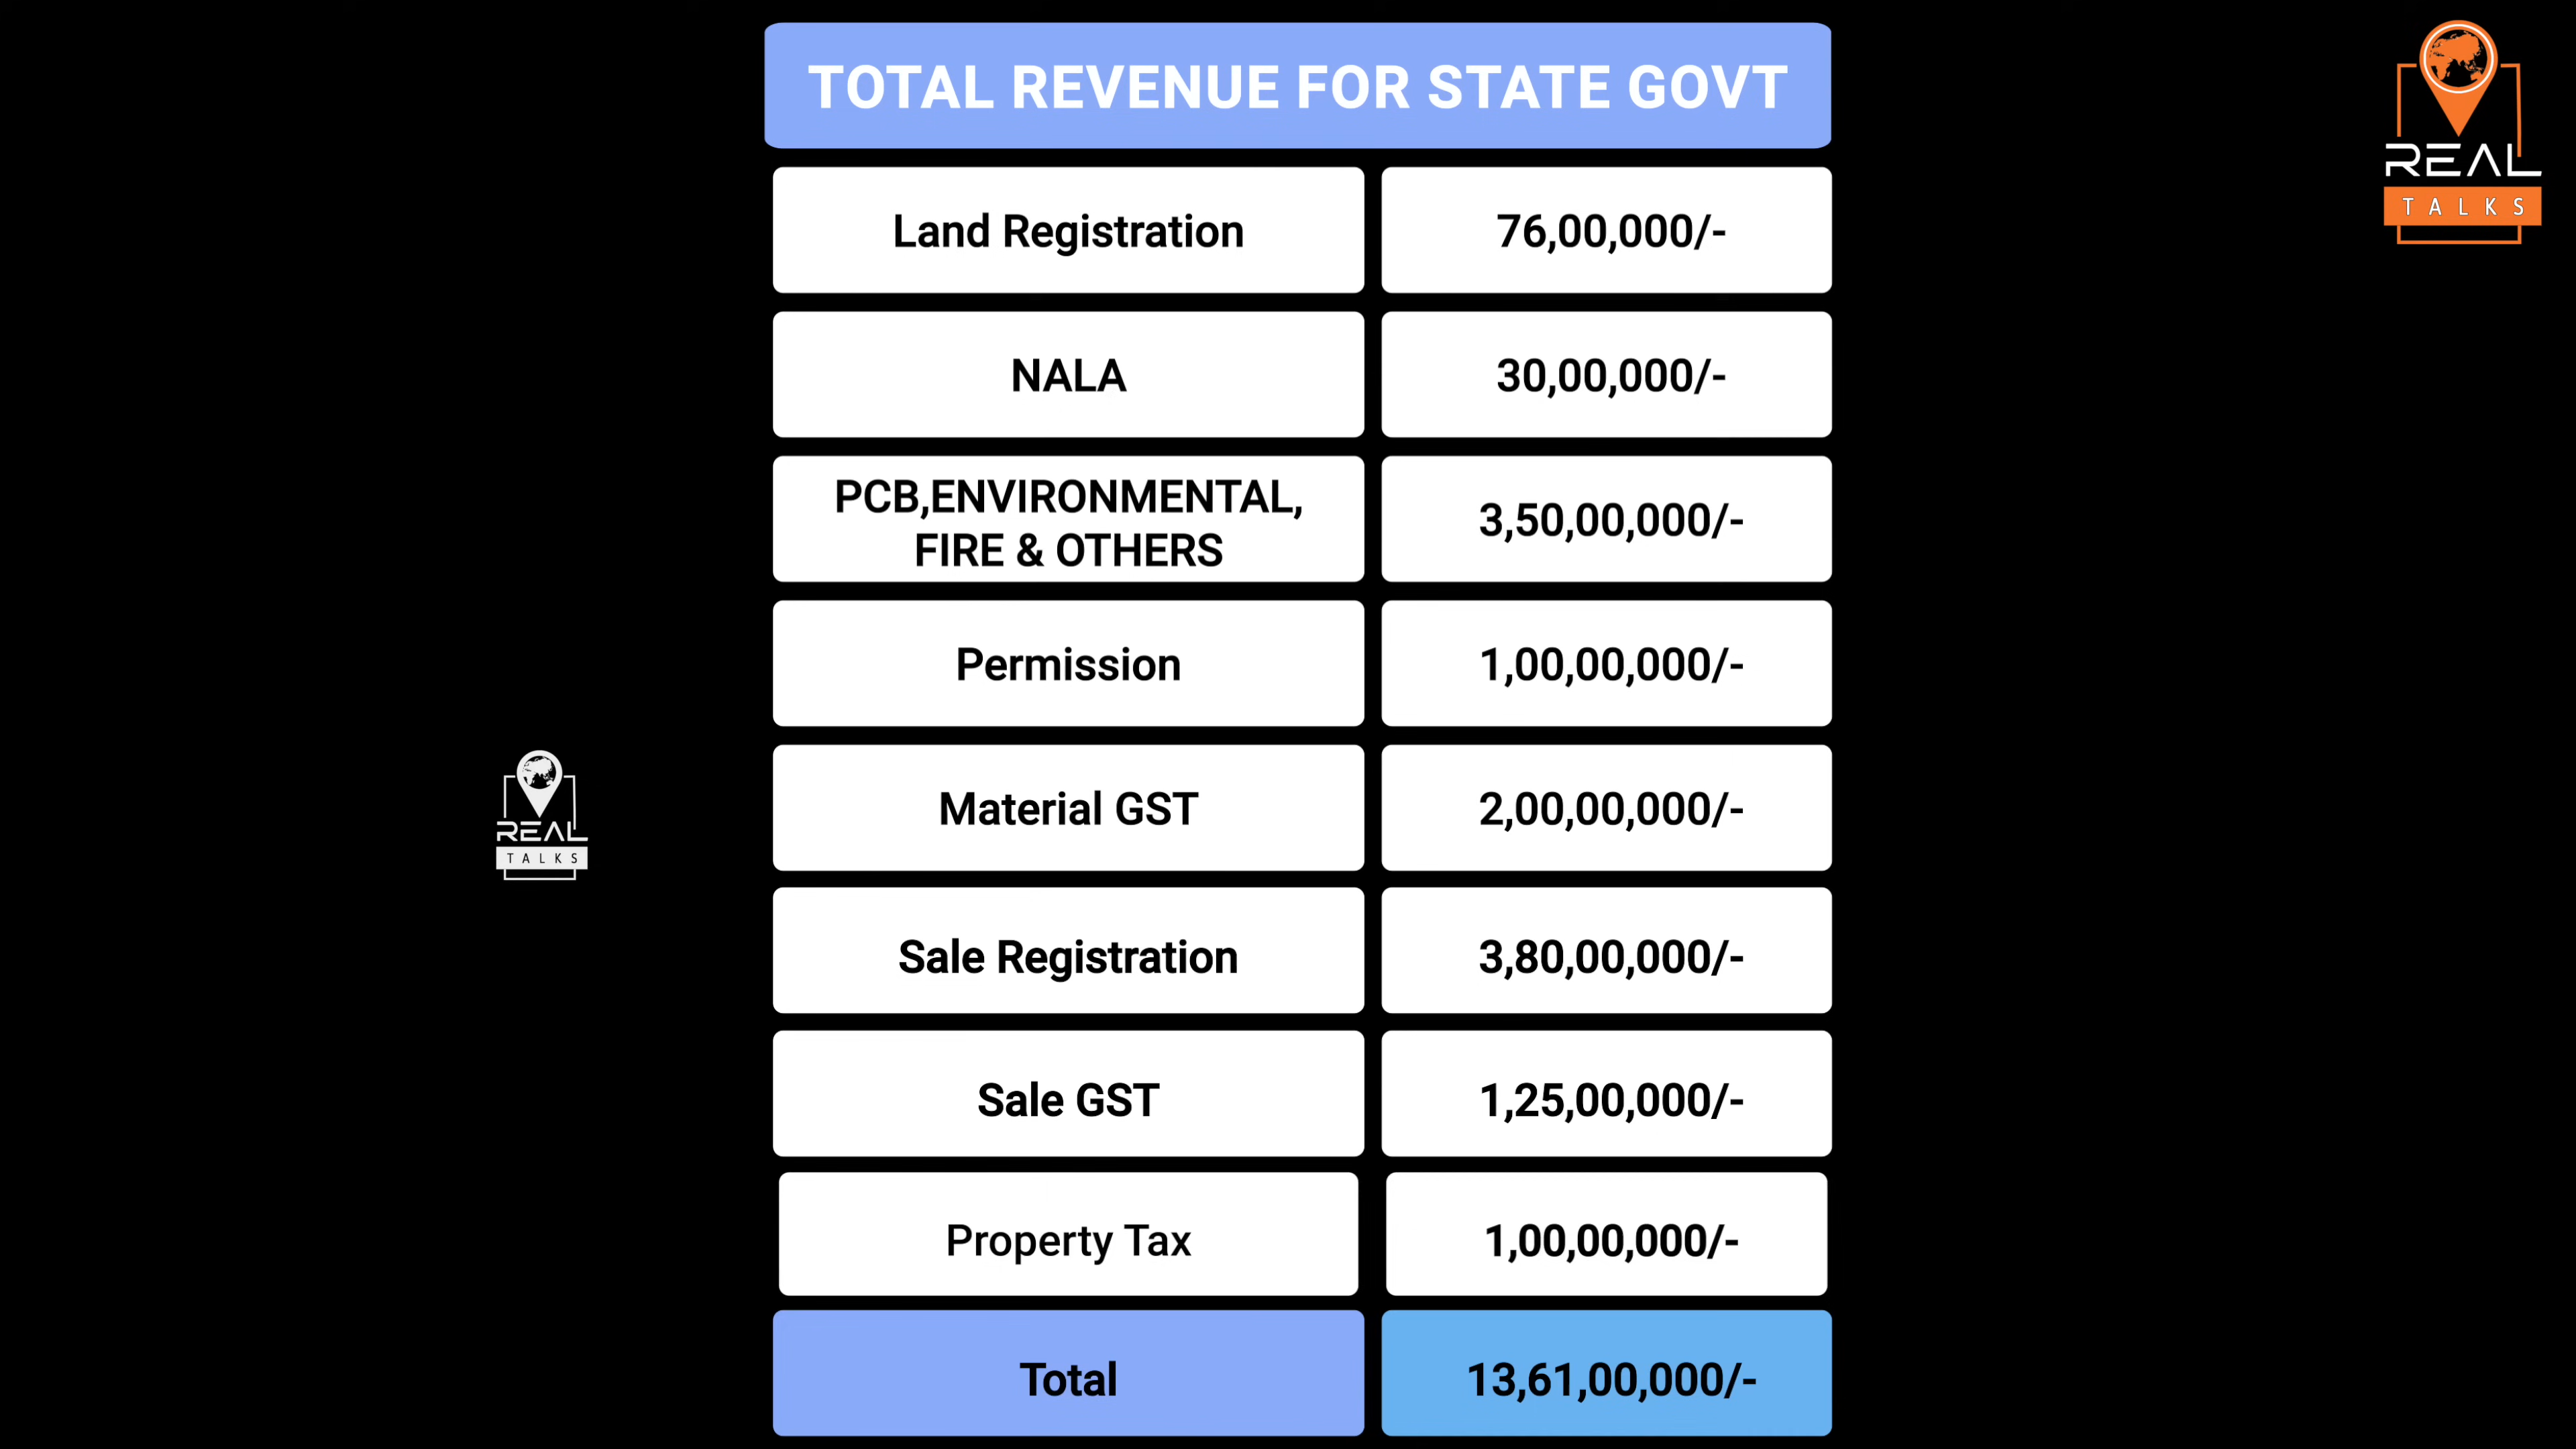 TOTAL REVENUE FOR STATE GOVT
REAL
TALKS
Land Registration 76,00,000/-
NALA 30,00,000/-
PCB,ENVIRONMENTAL,
FIRE & OTHERS 3,50,00,000/-
Permission 1,00,00,000/-
Material GST 2,00,00,000/-
REAL
TALKS
Sale Registration 3,80,00,000/-
Sale GST 1,25,00,000/-
Property Tax 1,00,00,000/-
Total 13,61,00,000/-